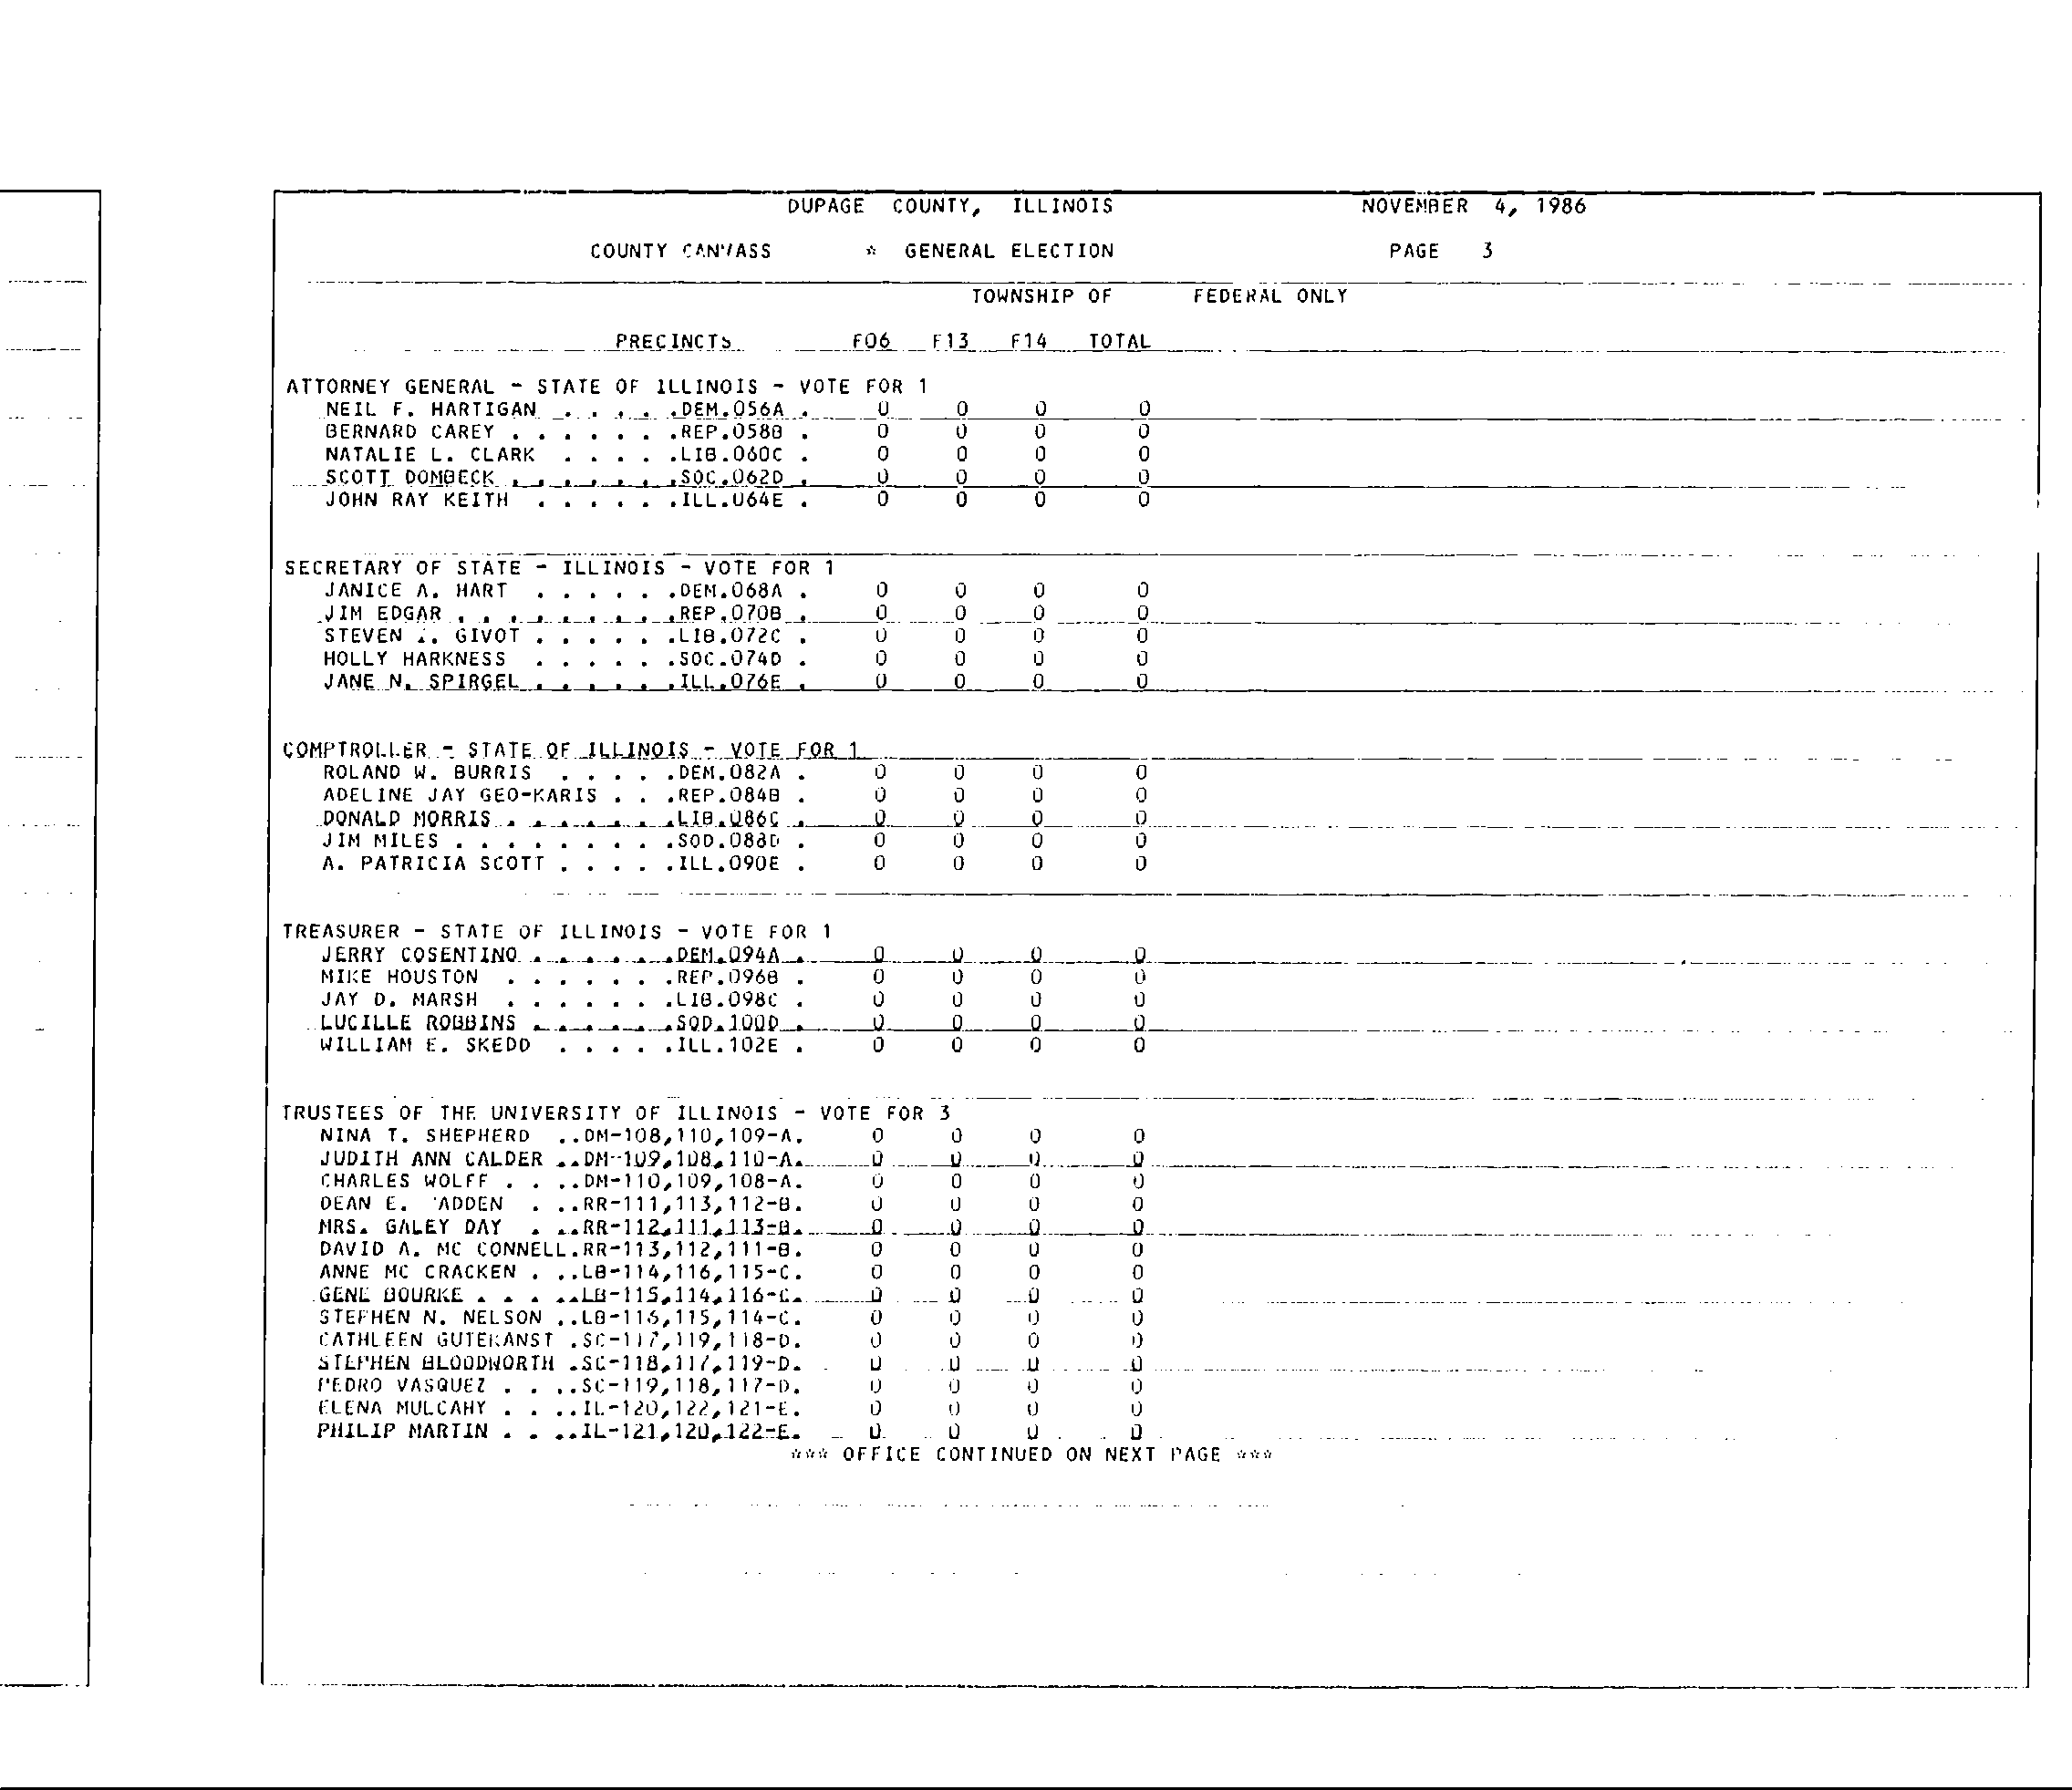 DUPAGE COUNTY, ILLINOIS NOVEMBER 4, 1986
COUNTY CANVASS * GENERAL ELECTION PAGE 3
TOWNSHIP OF FEDERAL ONLY
PRECINCTS F06 F13 F14 TOTAL
ATTORNEY GENERAL - STATE OF ILLINOIS - VOTE FOR 1
NEIL F. HARTIGAN . . . . .DEM.056A . 0 0 0 0
BERNARD CAREY . . . . . . .REP.058B . 0 0 0 0
NATALIE L. CLARK . . . . .LIB.060C . 0 0 0 0
SCOTT DOMBECK . . . . . . .SOC.062D . 0 0 0 0
JOHN RAY KEITH . . . . . .ILL.064E . 0 0 0 0
SECRETARY OF STATE - ILLINOIS - VOTE FOR 1
JANICE A. HART . . . . . .DEM.068A . 0 0 0 0
JIM EDGAR . . . . . . . . .REP.070B . 0 0 0 0
STEVEN GIVOT . . . . . .LIB.072C . 0 0 0 0
HOLLY HARKNESS . . . . . .SOC.074D . 0 0 0 0
JANE N. SPIRGEL . . . . . .ILL.076E . 0 0 0 0
COMPTROLLER - STATE OF ILLINOIS - VOTE FOR 1
ROLAND W. BURRIS . . . . .DEM.082A . 0 0 0 0
ADELINE JAY GEO-KARIS . . .REP.084B . 0 0 0 0
DONALD MORRIS . . . . . . .LIB.086C . 0 0 0 0
JIM MILES . . . . . . . . .SOD.088D . 0 0 0 0
A. PATRICIA SCOTT . . . . .ILL.090E . 0 0 0 0
TREASURER - STATE OF ILLINOIS - VOTE FOR 1
JERRY COSENTINO . . . . . .DEM.094A . 0 0 0 0
MIKE HOUSTON . . . . . . .REP.096B . 0 0 0 0
JAY D. MARSH . . . . . . .LIB.098C . 0 0 0 0
LUCILLE ROBBINS . . . . . .SOD.100D . 0 0 0 0
WILLIAM E. SKEDD . . . . .ILL.102E . 0 0 0 0
TRUSTEES OF THE UNIVERSITY OF ILLINOIS - VOTE FOR 3
NINA T. SHEPHERD ..DM-108,110,109-A. 0 0 0 0
JUDITH ANN CALDER ..DM-109,108,110-A. 0 0 0 0
CHARLES WOLFF . . ..DM-110,109,108-A. 0 0 0 0
DEAN E. . ..RR-111,113,112-B. 0 0 0 0
MRS. GALEY DAY . ..RR-112,111,113-B. 0 0 0 0
DAVID A. MC CONNELL.RR-113,112,111-B. 0 0 0 0
ANNE MC CRACKEN . ..LB-114,116,115-C. 0 0 0 0
GENE BOURKE . . . ..LB-115,114,116-C. 0 0 0 0
STEPHEN N. NELSON ..LB-116,115,114-C. 0 0 0 0
CATHLEEN GUTEKANST .SC-117,119,118-D. 0 0 0 0
STEPHEN BLOODWORTH .SC-118,117,119-D. 0 0 0 0
PEDRO VASQUEZ . . ..SC-119,118,117-D. 0 0 0 0
ELENA MULCAHY . . ..IL-120,122,121-E. 0 0 0 0
PHILIP MARTIN . . ..IL-121,120,122-E. 0 0 0 0
*** OFFICE CONTINUED ON NEXT PAGE ***